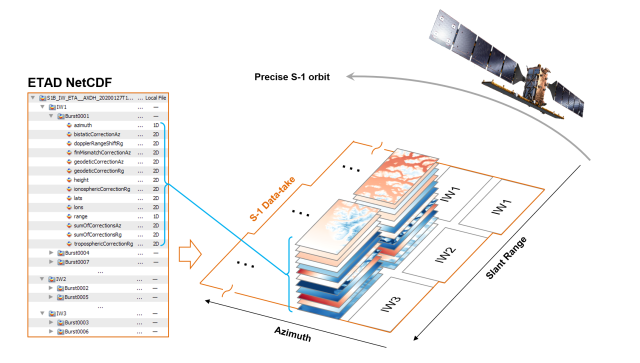 ETAD NetCDF
S1B_IW_ETA__AXDH_20200127T1... ... Local File
IW1 ... —
Burst0001 ... —
azimuth ... 1D
bistaticCorrectionAz ... 2D
dopplerRangeShiftRg ... 2D
fmMismatchCorrectionAz ... 2D
geodeticCorrectionAz ... 2D
geodeticCorrectionRg ... 2D
height ... 2D
ionosphericCorrectionRg ... 2D
lats ... 2D
lons ... 2D
range ... 1D
sumOfCorrectionsAz ... 2D
sumOfCorrectionsRg ... 2D
troposphericCorrectionRg ... 2D
Burst0004 ... —
Burst0007 ... —
...
IW2 ... —
Burst0002 ... —
Burst0005 ... —
...
IW3 ... —
Burst0003 ... —
Burst0006 ... —
Precise S-1 orbit
S-1 Data-take
...
...
...
IW1
IW1
IW2
IW3
Slant Range
Azimuth